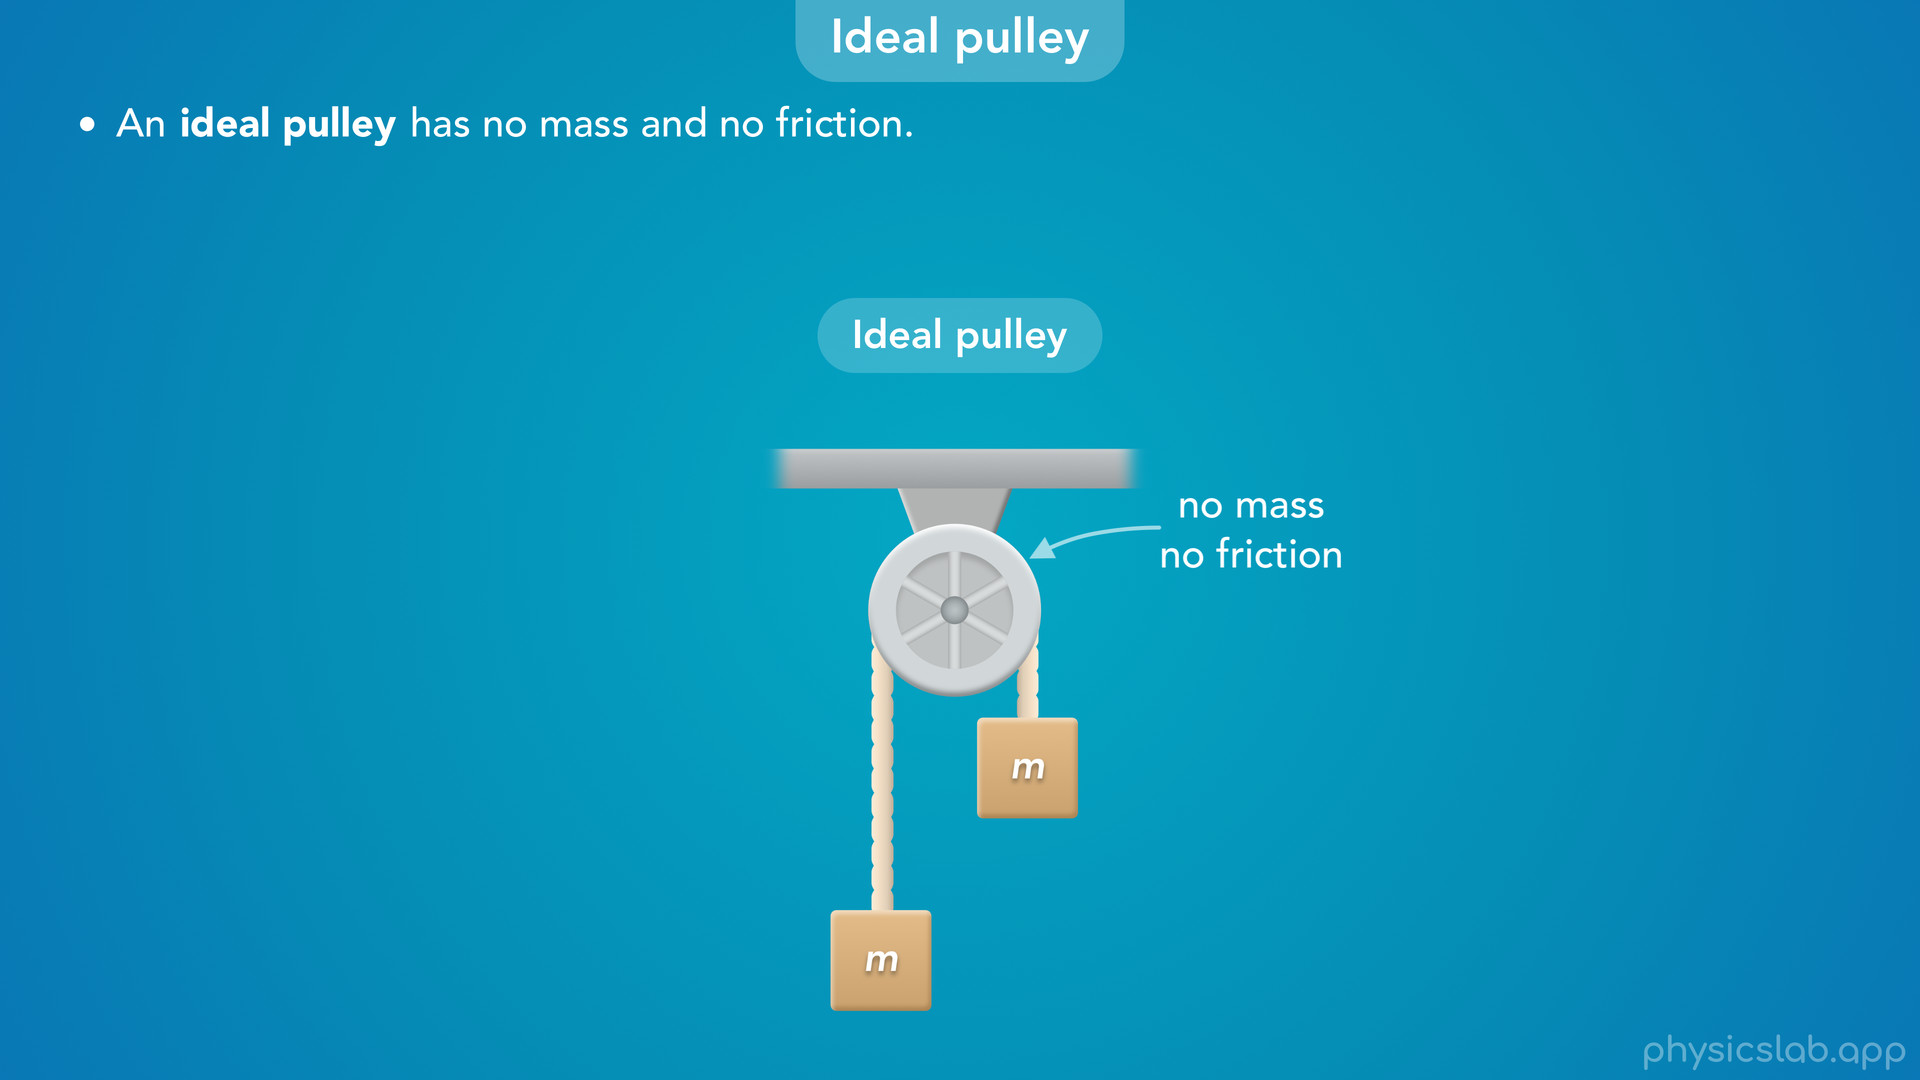 Ideal pulley
• An ideal pulley has no mass and no friction.
Ideal pulley
no mass
no friction
m
m
physicslab.app